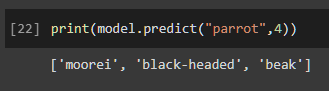 [22] print(model.predict("parrot",4))
['moorei', 'black-headed', 'beak']